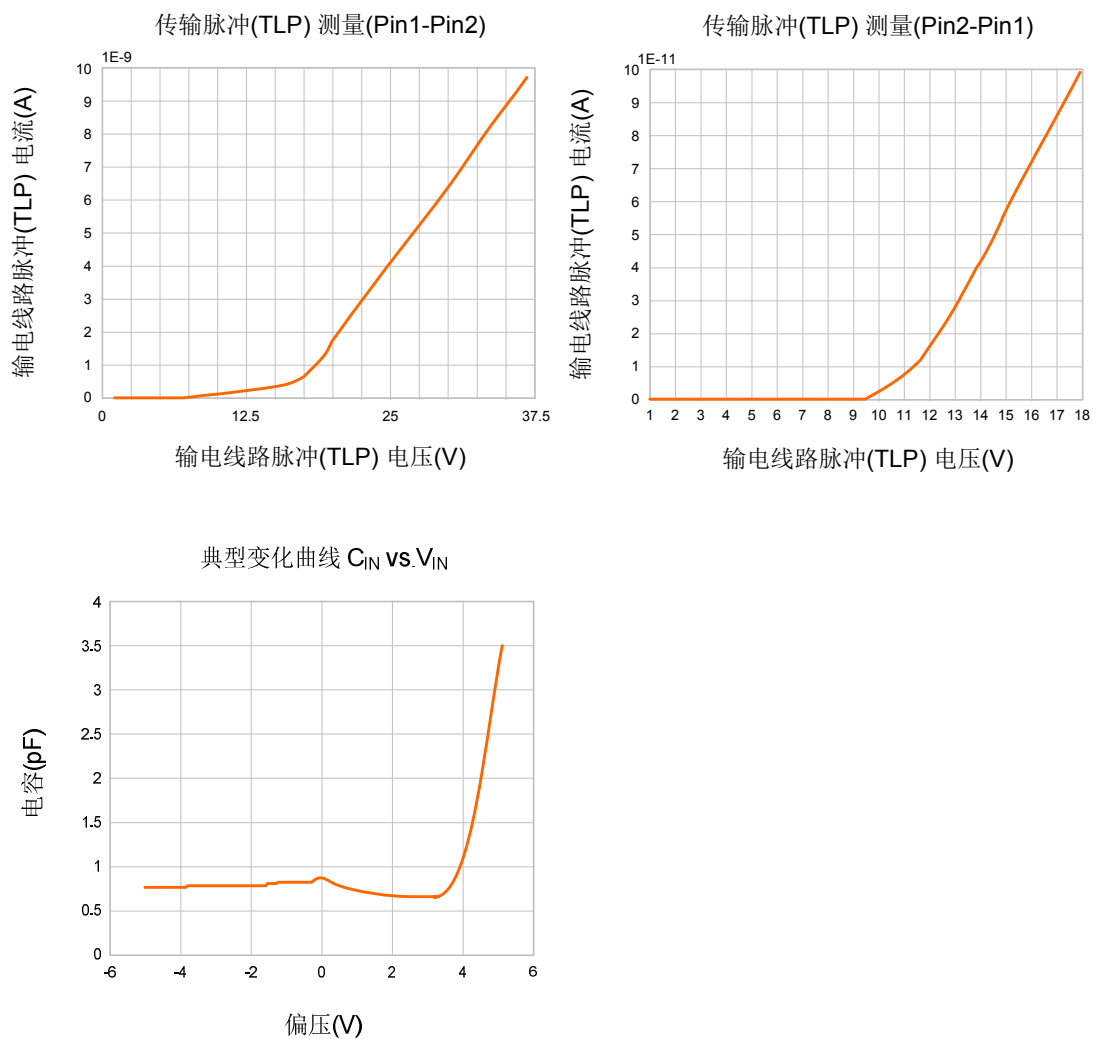 传输脉冲(TLP) 测量(Pin1-Pin2)
1E-9
10
9
8
7
6
5
4
3
2
1
0
0 12.5 25 37.5
输电线路脉冲(TLP) 电流(A)
输电线路脉冲(TLP) 电压(V)
传输脉冲(TLP) 测量(Pin2-Pin1)
1E-11
10
9
8
7
6
5
4
3
2
1
0
1 2 3 4 5 6 7 8 9 10 11 12 13 14 15 16 17 18
输电线路脉冲(TLP) 电流(A)
输电线路脉冲(TLP) 电压(V)
典型变化曲线 CIN vs.VIN
4
3.5
3
2.5
2
1.5
1
0.5
0
-6 -4 -2 0 2 4 6
电容(pF)
偏压(V)